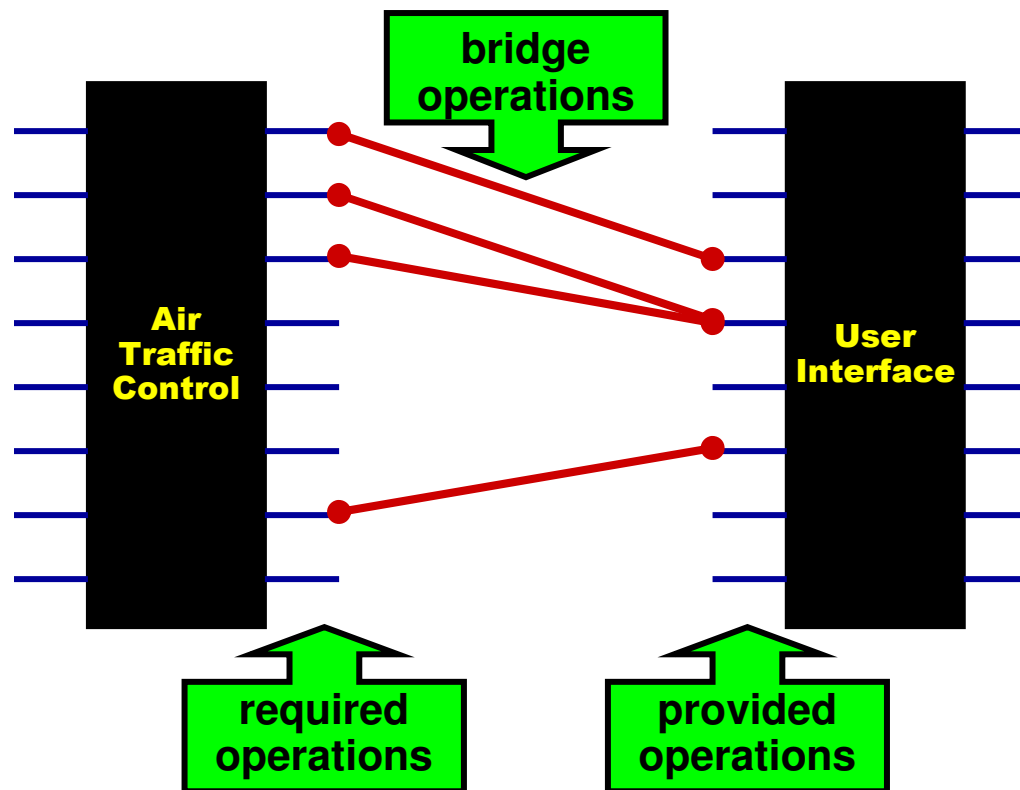 bridge
operations
Air
Traffic
Control
User
Interface
required
operations
provided
operations